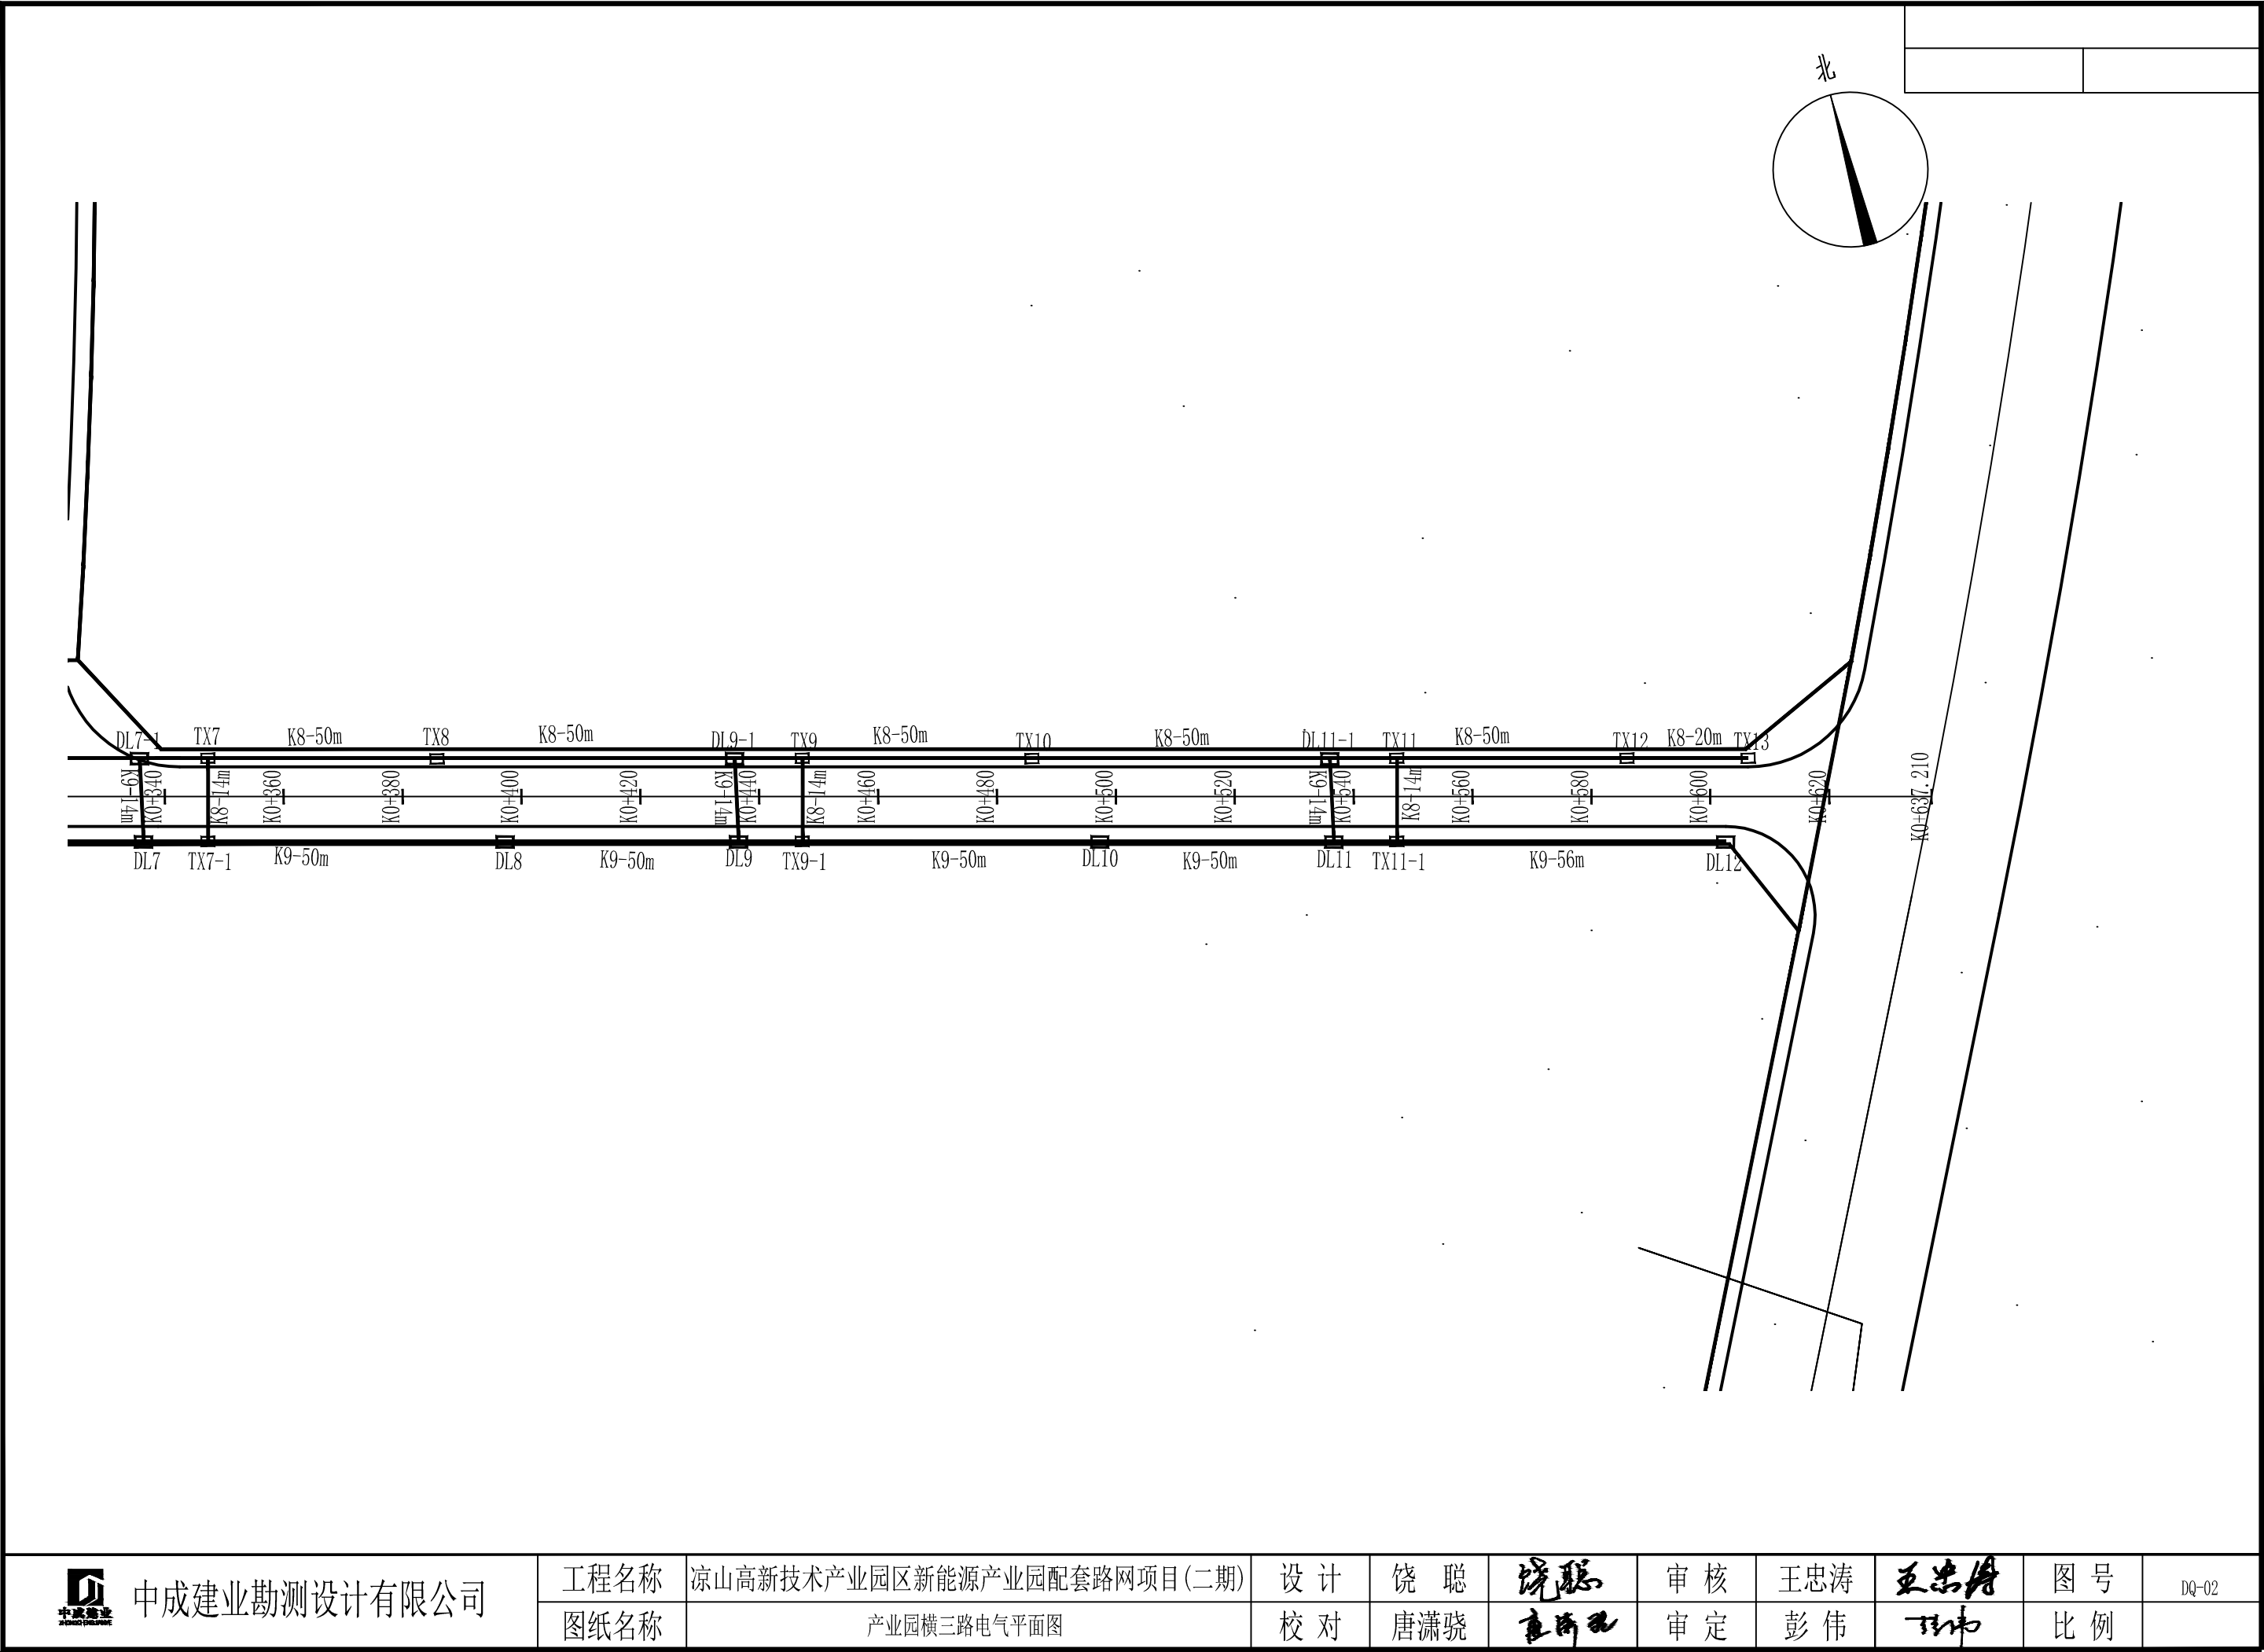 北
DL7-1 TX7 K8-50m TX8 K8-50m DL9-1 TX9 K8-50m TX10 K8-50m DL11-1 TX11 K8-50m TX12 K8-20m TX13
K9-14m K0+340 K8-14m K0+360 K0+380 K0+400 K0+420 K9-14m K0+440 K8-14m K0+460 K0+480 K0+500 K0+520 K9-14m K0+540 K8-14m K0+560 K0+580 K0+600 K0+620 K0+637.210
DL7 TX7-1 K9-50m DL8 K9-50m DL9 TX9-1 K9-50m DL10 K9-50m DL11 TX11-1 K9-56m DL12
中成建业
中成建业勘测设计有限公司
工程名称 凉山高新技术产业园区新能源产业园配套路网项目(二期) 设 计 饶 聪 饶聪 审 核 王忠涛 王忠涛 图 号 DQ-02
图纸名称 产业园横三路电气平面图 校 对 唐潇骁 审 定 彭 伟 比 例